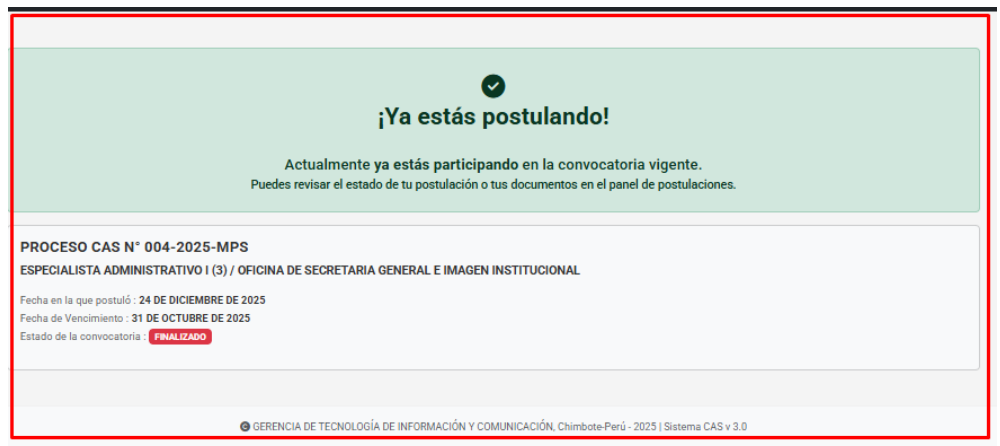 ¡Ya estás postulando!
Actualmente ya estás participando en la convocatoria vigente.
Puedes revisar el estado de tu postulación o tus documentos en el panel de postulaciones.
PROCESO CAS N° 004-2025-MPS
ESPECIALISTA ADMINISTRATIVO I (3) / OFICINA DE SECRETARIA GENERAL E IMAGEN INSTITUCIONAL
Fecha en la que postuló : 24 DE DICIEMBRE DE 2025
Fecha de Vencimiento : 31 DE OCTUBRE DE 2025
Estado de la convocatoria : FINALIZADO
GERENCIA DE TECNOLOGÍA DE INFORMACIÓN Y COMUNICACIÓN, Chimbote-Perú - 2025 | Sistema CAS v 3.0